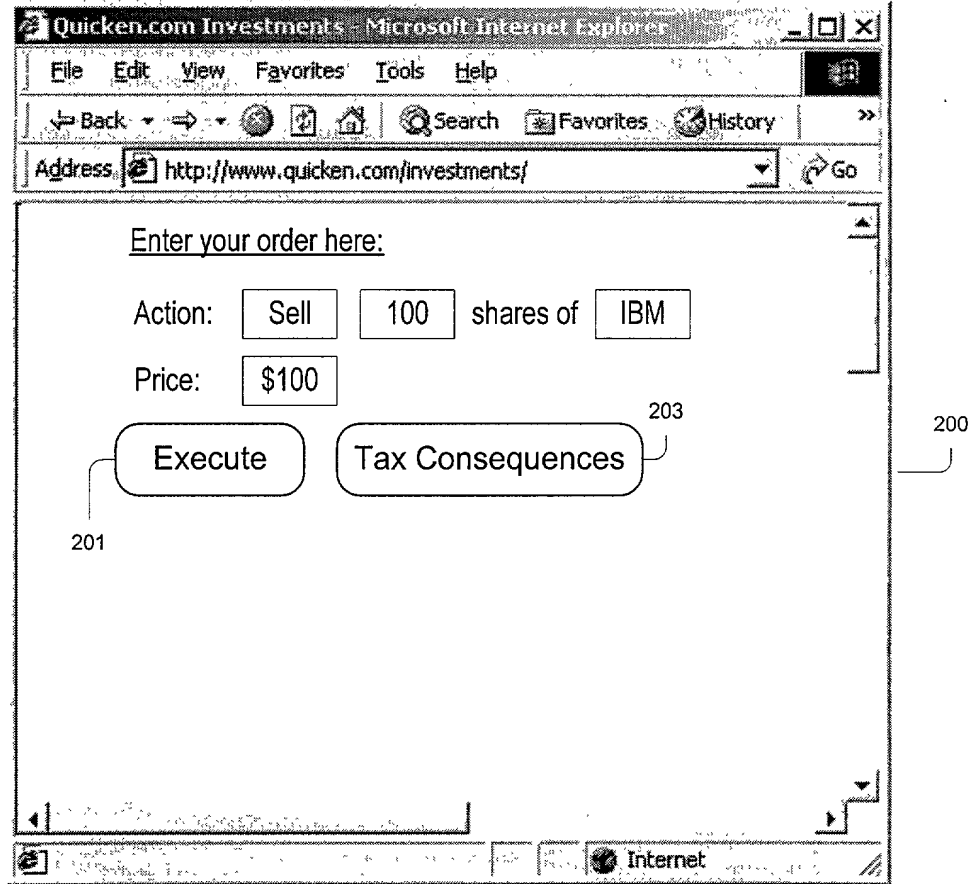 Quicken.com Investments - Microsoft Internet Explorer
File Edit View Favorites Tools Help
Back Search Favorites History »
Address http://www.quicken.com/investments/ Go
Enter your order here:
Action: Sell 100 shares of IBM
Price: $100
203
200
Execute Tax Consequences
201
Internet